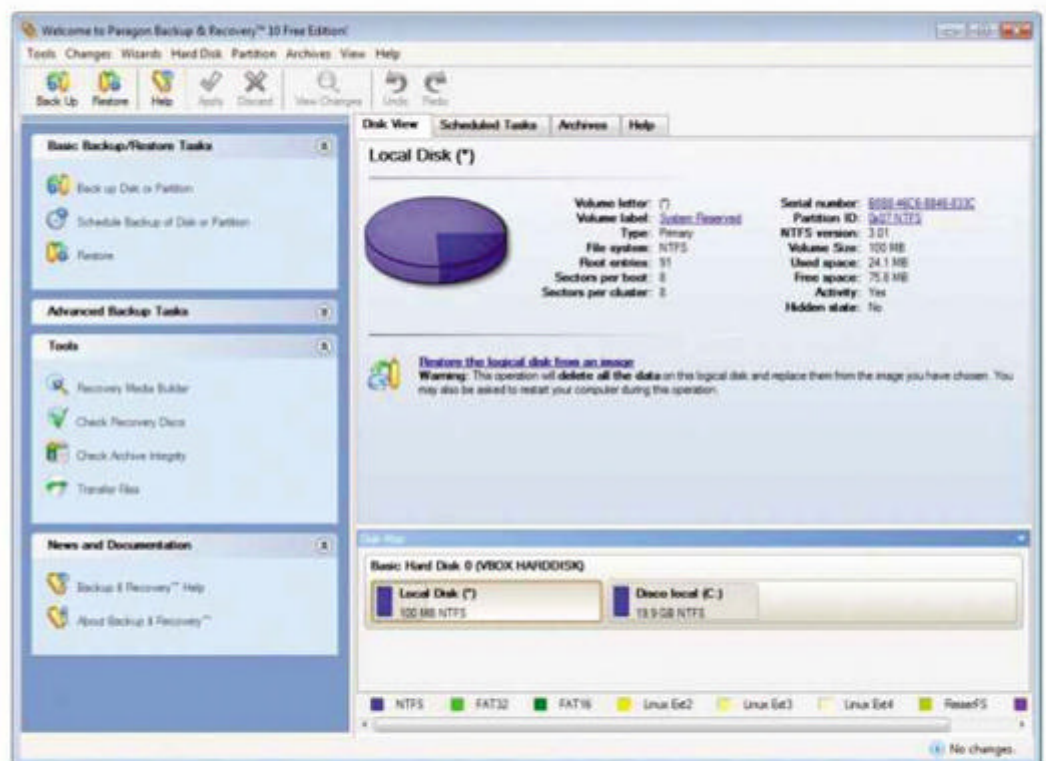 Welcome to Paragon Backup & Recovery™ 10 Free Edition!
Tools Changes Wizards Hard Disk Partition Archives View Help
Back Up Restore Help Apply Discard View Changes Undo Redo
Basic Backup/Restore Tasks
Back up Disk or Partition
Schedule Backup of Disk or Partition
Restore
Advanced Backup Tasks
Tools
Recovery Media Builder
Check Recovery Discs
Check Archive Integrity
Transfer Files
News and Documentation
Backup & Recovery™ Help
About Backup & Recovery™
Disk View Scheduled Tasks Archives Help
Local Disk (*)
Volume letter: (*)
Volume label: System Reserved
Type: Primary
File system: NTFS
Root entries: 91
Sectors per boot: 8
Sectors per cluster: 8
Serial number:
Partition ID: 0x07 NTFS
NTFS version: 3.01
Volume Size: 100 MB
Used space: 24.1 MB
Free space: 75.8 MB
Activity: Yes
Hidden state: No
Restore the logical disk from an image
Warning: This operation will delete all the data on this logical disk and replace them from the image you have chosen. You
may also be asked to restart your computer during this operation.
Disk Map
Basic Hard Disk 0 (VBOX HARDDISK)
Local Disk (*)
100 MB NTFS
Disco local (C:)
19.9 GB NTFS
NTFS FAT32 FAT16 Linux Ext2 Linux Ext3 Linux Ext4 ReiserFS
No changes.